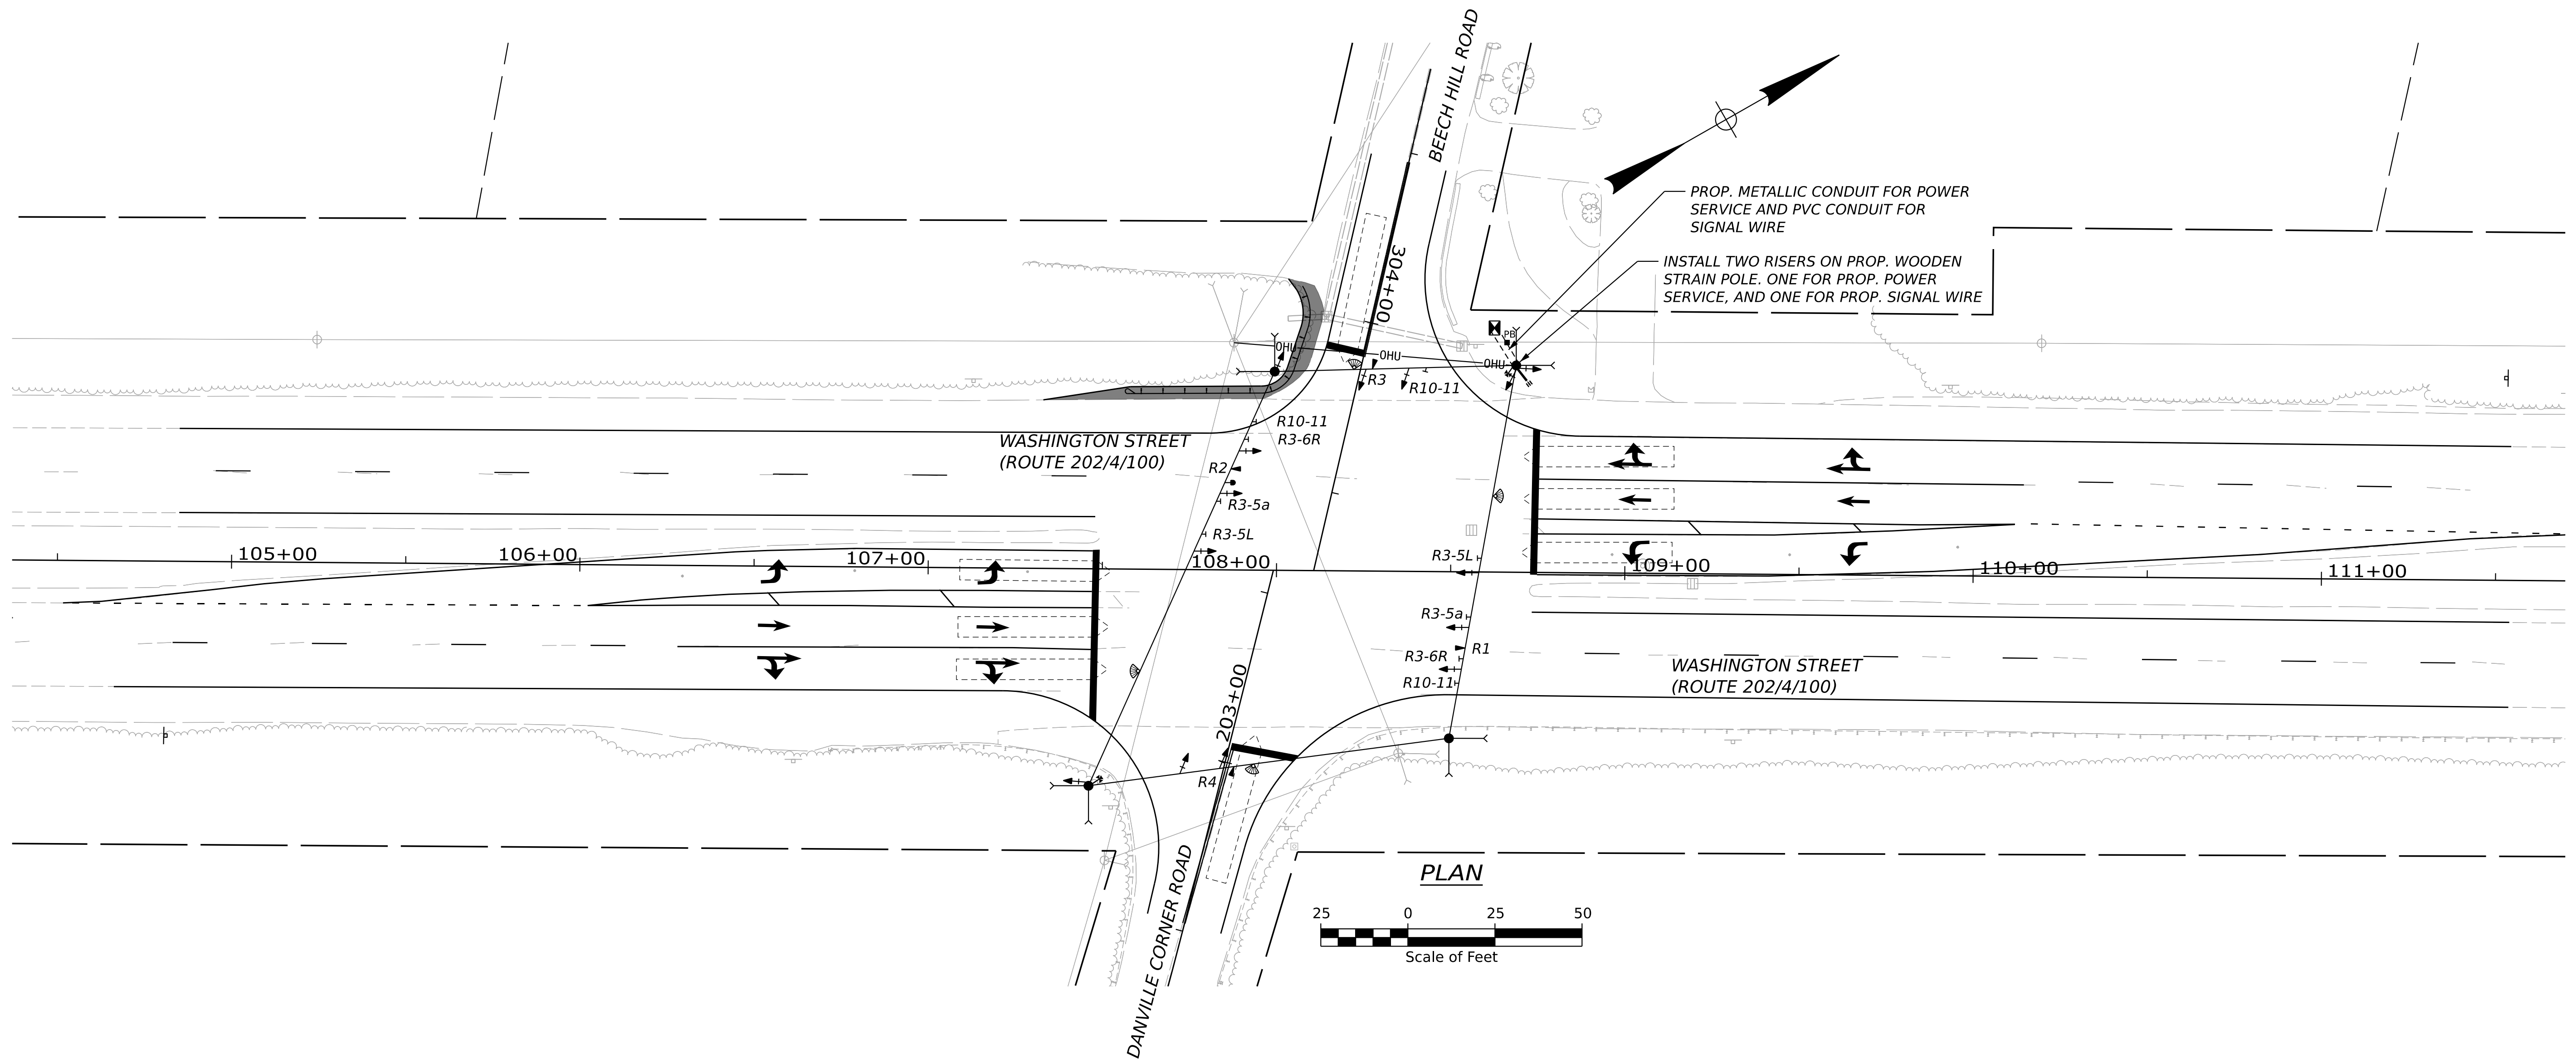 BEECH HILL ROAD
PROP. METALLIC CONDUIT FOR POWER
SERVICE AND PVC CONDUIT FOR
SIGNAL WIRE
INSTALL TWO RISERS ON PROP. WOODEN
STRAIN POLE. ONE FOR PROP. POWER
SERVICE, AND ONE FOR PROP. SIGNAL WIRE
304+00
PB
OHU
OHU
OHU
R3
R10-11
R10-11
R3-6R
WASHINGTON STREET
(ROUTE 202/4/100)
R2
R3-5a
R3-5L
105+00
106+00
107+00
108+00
R3-5L
109+00
110+00
111+00
R3-5a
R1
R3-6R
R10-11
WASHINGTON STREET
(ROUTE 202/4/100)
203+00
R4
DANVILLE CORNER ROAD
PLAN
25 0 25 50
Scale of Feet